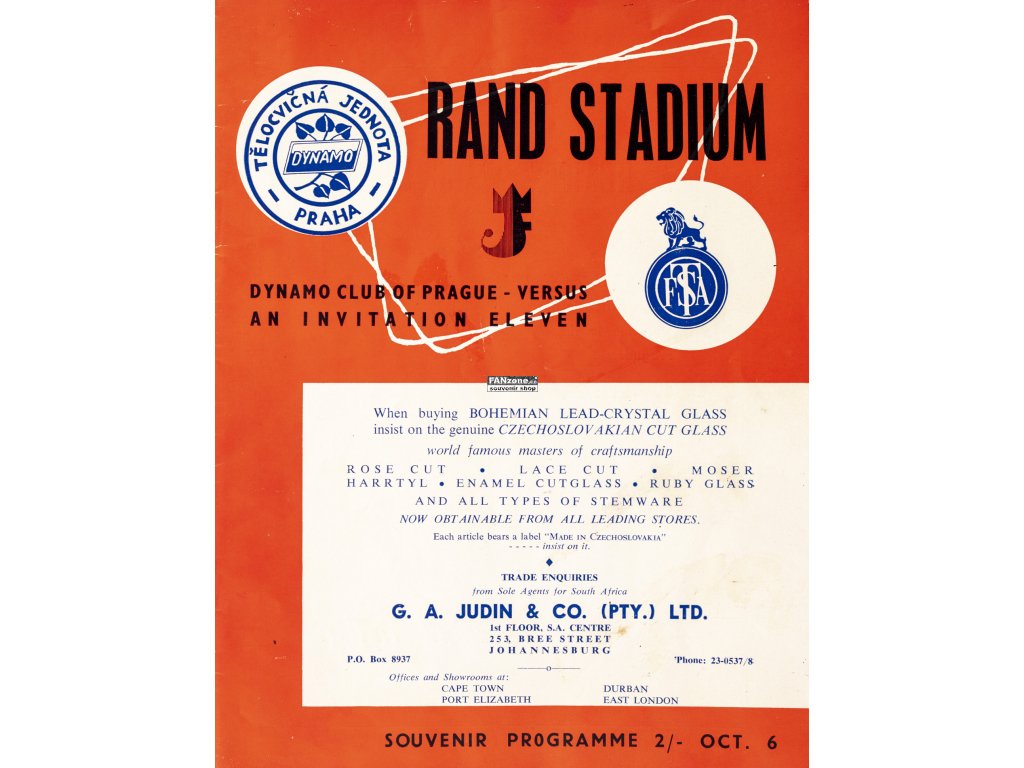 RAND STADIUM
TĚLOCVIČNÁ JEDNOTA
DYNAMO
PRAHA
JF
FSTA
DYNAMO CLUB OF PRAGUE - VERSUS
AN INVITATION ELEVEN
FANzone.cz
souvenir shop
When buying BOHEMIAN LEAD-CRYSTAL GLASS
insist on the genuine CZECHOSLOVAKIAN CUT GLASS
world famous masters of craftsmanship
ROSE CUT • LACE CUT • MOSER
HARRTYL • ENAMEL CUTGLASS • RUBY GLASS
AND ALL TYPES OF STEMWARE
NOW OBTAINABLE FROM ALL LEADING STORES.
Each article bears a label "MADE IN CZECHOSLOVAKIA"
- - - - - insist on it.
TRADE ENQUIRIES
from Sole Agents for South Africa
G. A. JUDIN & CO. (PTY.) LTD.
1st FLOOR, S.A. CENTRE
253, BREE STREET
JOHANNESBURG
P.O. Box 8937 'Phone: 23-0537/8
Offices and Showrooms at:
CAPE TOWN DURBAN
PORT ELIZABETH EAST LONDON
SOUVENIR PROGRAMME 2/- OCT. 6